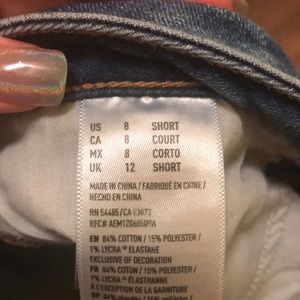 US 8 SHORT
CA 8 COURT
MX 8 CORTO
UK 12 SHORT
MADE IN CHINA / FABRIQUÉ EN CHINE /
HECHO EN CHINA
RN 54485/CA 03873
RFC# AEM1206050
EN 84% COTTON / 15% POLYESTER /
1% LYCRA® ELASTANE
EXCLUSIVE OF DECORATION
FR 84% COTON / 15% POLYESTER /
1% LYCRA® ÉLASTHANNE
À L'EXCEPTION DE LA GARNITURE